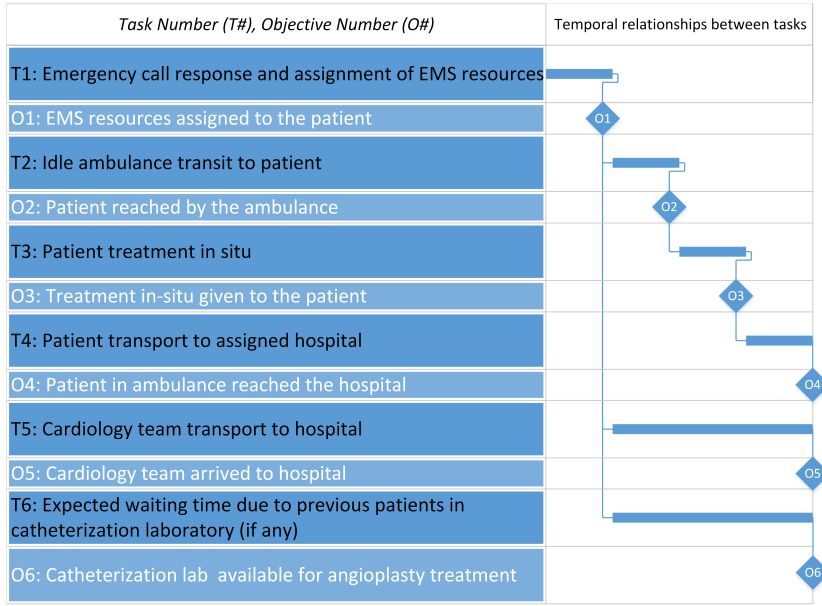 Task Number (T#), Objective Number (O#)
Temporal relationships between tasks
T1: Emergency call response and assignment of EMS resources
O1: EMS resources assigned to the patient
O1
T2: Idle ambulance transit to patient
O2: Patient reached by the ambulance
O2
T3: Patient treatment in situ
O3: Treatment in-situ given to the patient
O3
T4: Patient transport to assigned hospital
O4: Patient in ambulance reached the hospital
O4
T5: Cardiology team transport to hospital
O5: Cardiology team arrived to hospital
O5
T6: Expected waiting time due to previous patients in
catheterization laboratory (if any)
O6: Catheterization lab  available for angioplasty treatment
O6